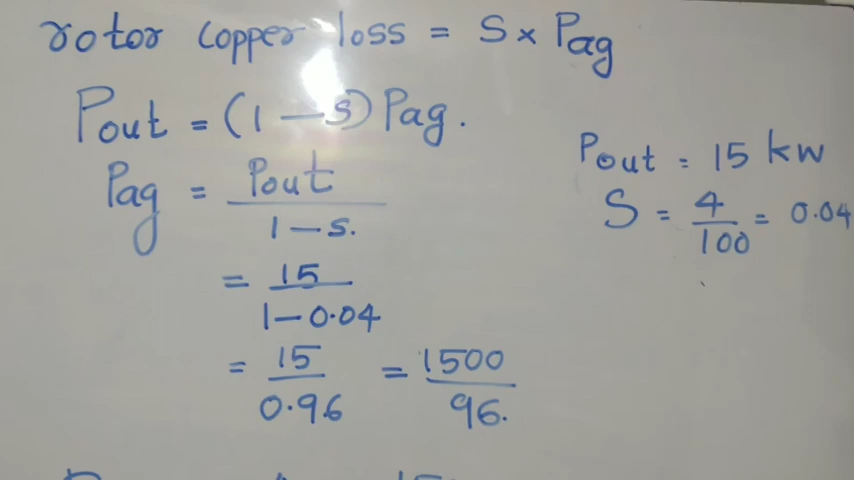 rotor copper loss = S x Pag
Pout = (1 - s) Pag.
Pag = Pout / 1 - s.
= 15 / 1 - 0.04
= 15 / 0.96 = 1500 / 96.
Pout = 15 kw
S = 4 / 100 = 0.04